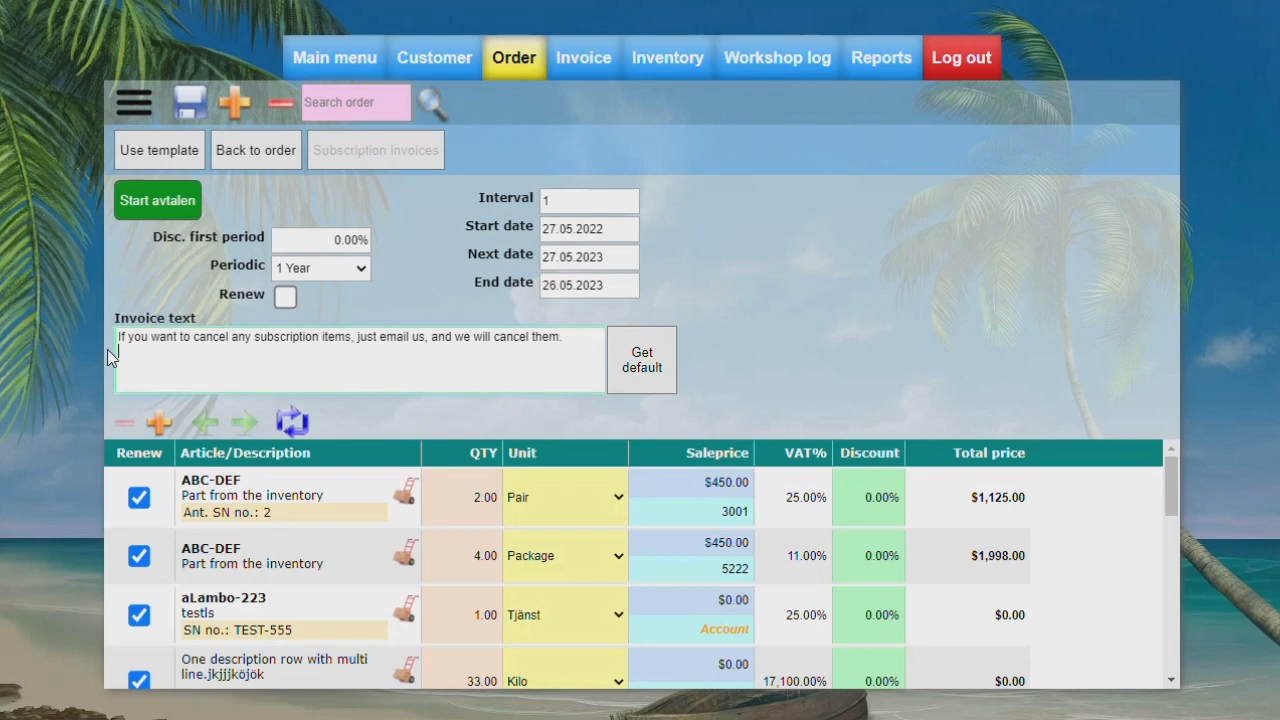 Main menu Customer Order Invoice Inventory Workshop log Reports Log out
Search order
Use template Back to order Subscription invoices
Start avtalen
Interval 1
Start date 27.05.2022
Disc. first period 0.00%
Next date 27.05.2023
Periodic 1 Year
End date 26.05.2023
Renew
Invoice text
If you want to cancel any subscription items, just email us, and we will cancel them.
Get
default
Renew Article/Description QTY Unit Saleprice VAT% Discount Total price
ABC-DEF
Part from the inventory
Ant. SN no.: 2
2.00 Pair $450.00 3001 25.00% 0.00% $1,125.00
ABC-DEF
Part from the inventory
4.00 Package $450.00 5222 11.00% 0.00% $1,998.00
aLambo-223
testls
SN no.: TEST-555
1.00 Tjänst $0.00 Account 25.00% 0.00% $0.00
One description row with multi
line.jkjjjköjök
33.00 Kilo $0.00 17,100.00% 0.00% $0.00